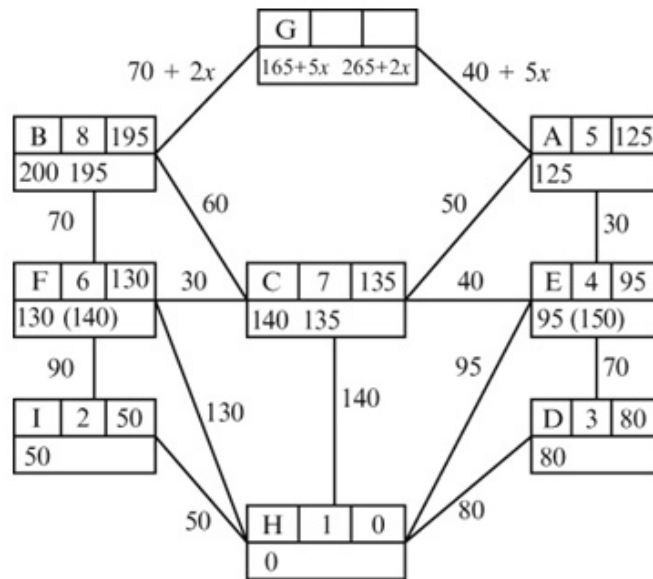 G
165+5x 265+2x
70 + 2x
40 + 5x
B 8 195
200 195
A 5 125
125
60
50
70
30
F 6 130
130 (140)
30
C 7 135
140 135
40
E 4 95
95 (150)
90
130
140
95
70
I 2 50
50
D 3 80
80
50
80
H 1 0
0